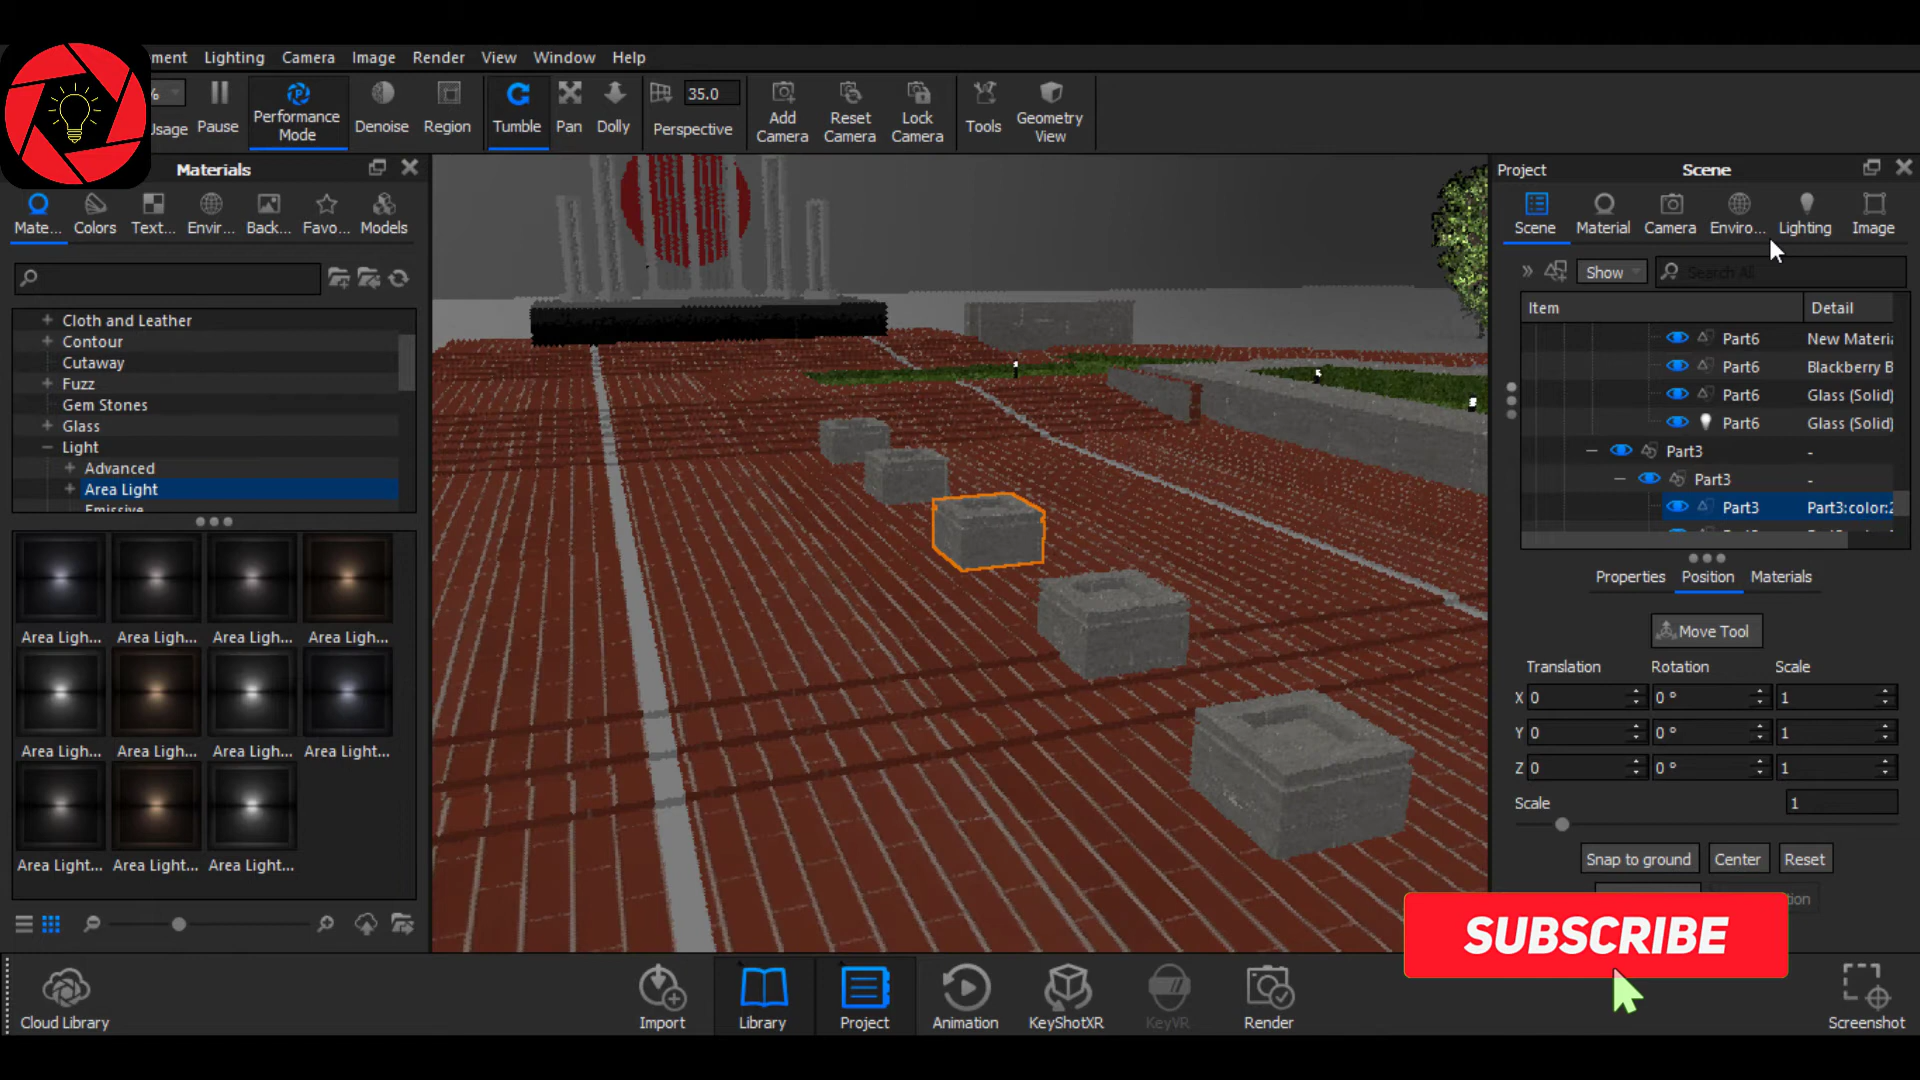 ment Lighting Camera Image Render View Window Help
%
sage Pause Performance Mode Denoise Region Tumble Pan Dolly 35.0 Perspective Add Camera Reset Camera Lock Camera Tools Geometry View
Materials
Mate... Colors Text... Envir... Back... Favo... Models
Cloth and Leather
Contour
Cutaway
Fuzz
Gem Stones
Glass
Light
Advanced
Area Light
Emissive
Area Ligh... Area Ligh... Area Ligh... Area Ligh...
Area Ligh... Area Ligh... Area Ligh... Area Light...
Area Light... Area Light... Area Light...
Project Scene
Scene Material Camera Enviro... Lighting Image
Show Search All
Item Detail
Part6 New Materi
Part6 Blackberry B
Part6 Glass (Solid)
Part6 Glass (Solid)
Part3 -
Part3 -
Part3 Part3:color:2
Properties Position Materials
Move Tool
Translation Rotation Scale
X 0 0 ° 1
Y 0 0 ° 1
Z 0 0 ° 1
Scale 1
Snap to ground Center Reset
tion
SUBSCRIBE
Cloud Library Import Library Project Animation KeyShotXR KeyVR Render Screenshot